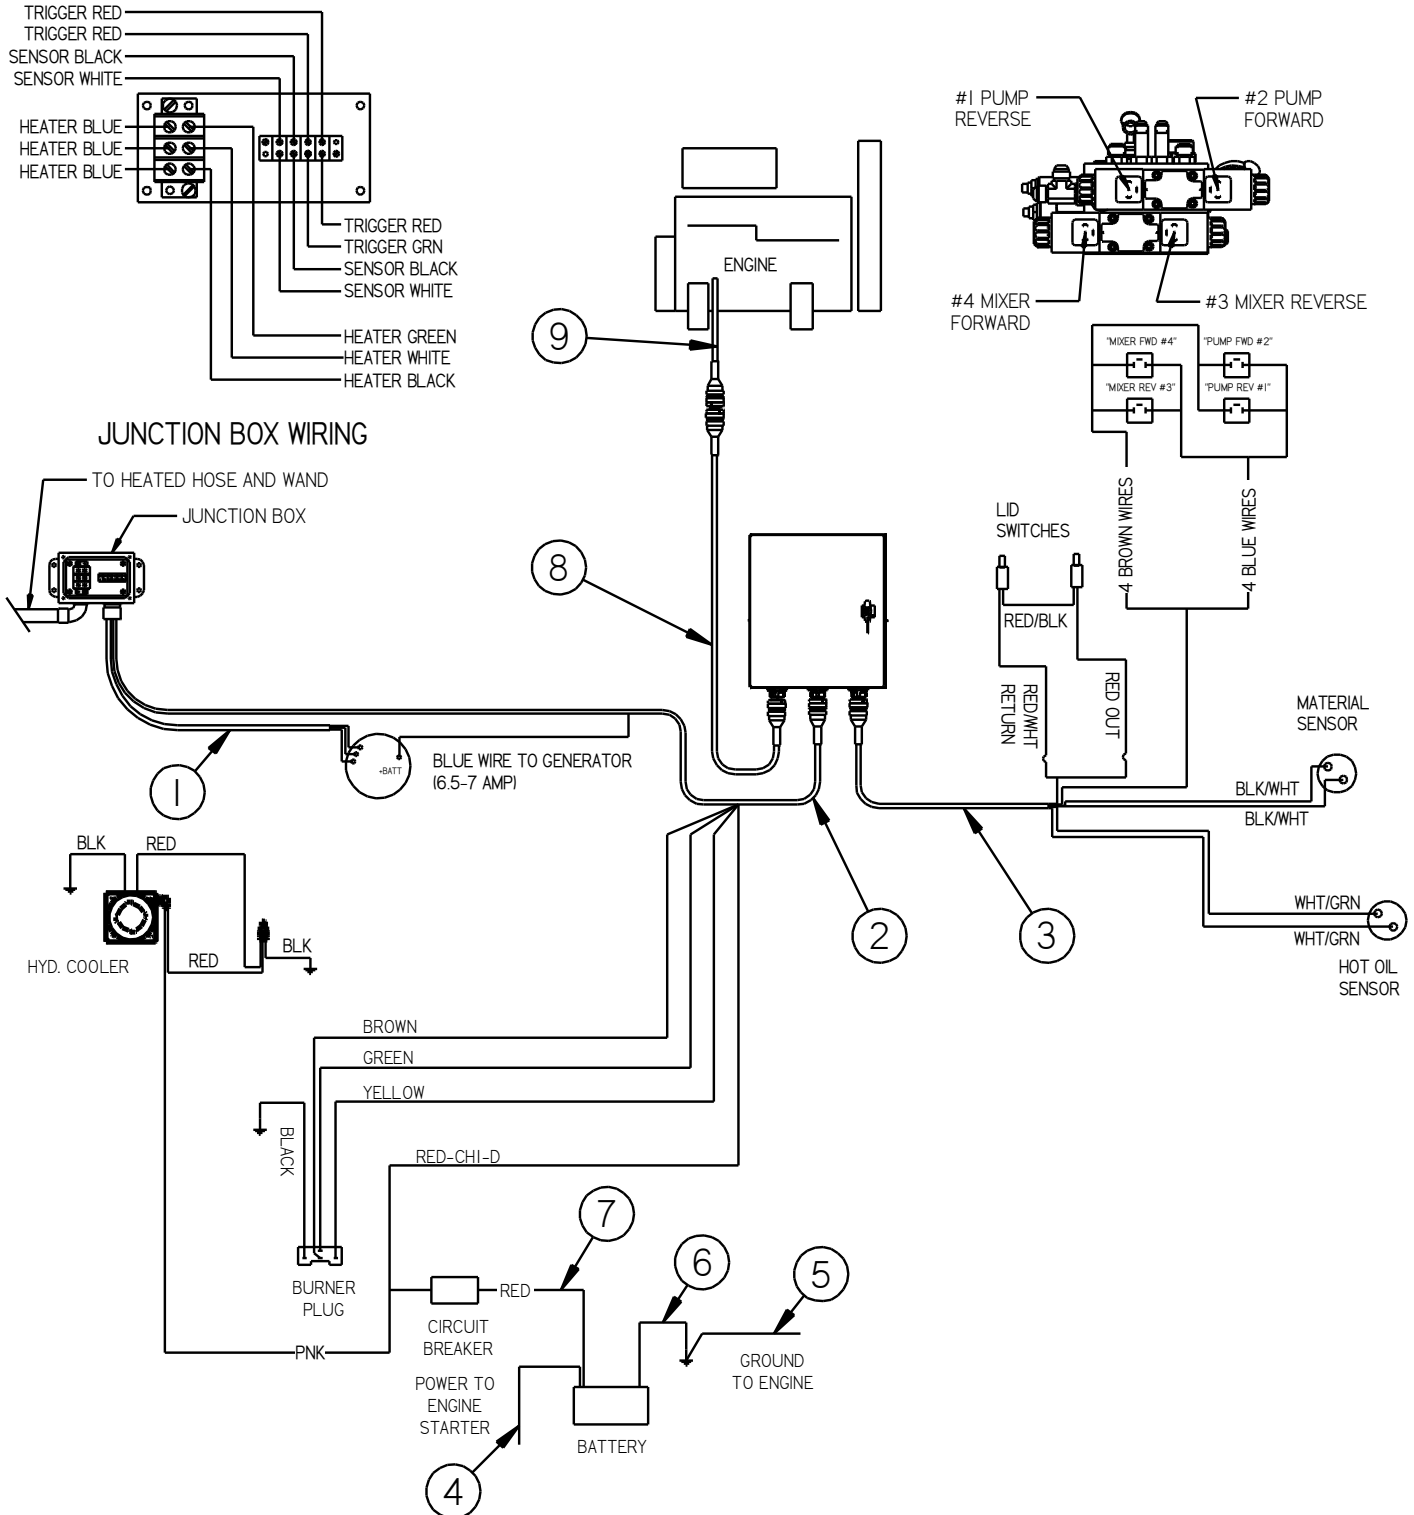 TRIGGER RED
TRIGGER RED
SENSOR BLACK
SENSOR WHITE
HEATER BLUE
HEATER BLUE
HEATER BLUE
TRIGGER RED
TRIGGER GRN
SENSOR BLACK
SENSOR WHITE
HEATER GREEN
HEATER WHITE
HEATER BLACK
JUNCTION BOX WIRING
#1 PUMP
REVERSE
#2 PUMP
FORWARD
#4 MIXER
FORWARD
#3 MIXER REVERSE
ENGINE
9
"MIXER FWD #4"
"PUMP FWD #2"
"MIXER REV #3"
"PUMP REV #1"
4 BROWN WIRES
4 BLUE WIRES
TO HEATED HOSE AND WAND
JUNCTION BOX
8
LID
SWITCHES
RED/BLK
RED/WHT
RETURN
RED OUT
MATERIAL
SENSOR
BLK/WHT
BLK/WHT
1
+BATT
BLUE WIRE TO GENERATOR
(6.5-7 AMP)
2
3
WHT/GRN
WHT/GRN
HOT OIL
SENSOR
BLK
RED
RED
BLK
HYD. COOLER
BROWN
GREEN
YELLOW
BLACK
RED-CH1-D
BURNER
PLUG
PNK
7
RED
CIRCUIT
BREAKER
6
5
GROUND
TO ENGINE
POWER TO
ENGINE
STARTER
BATTERY
4